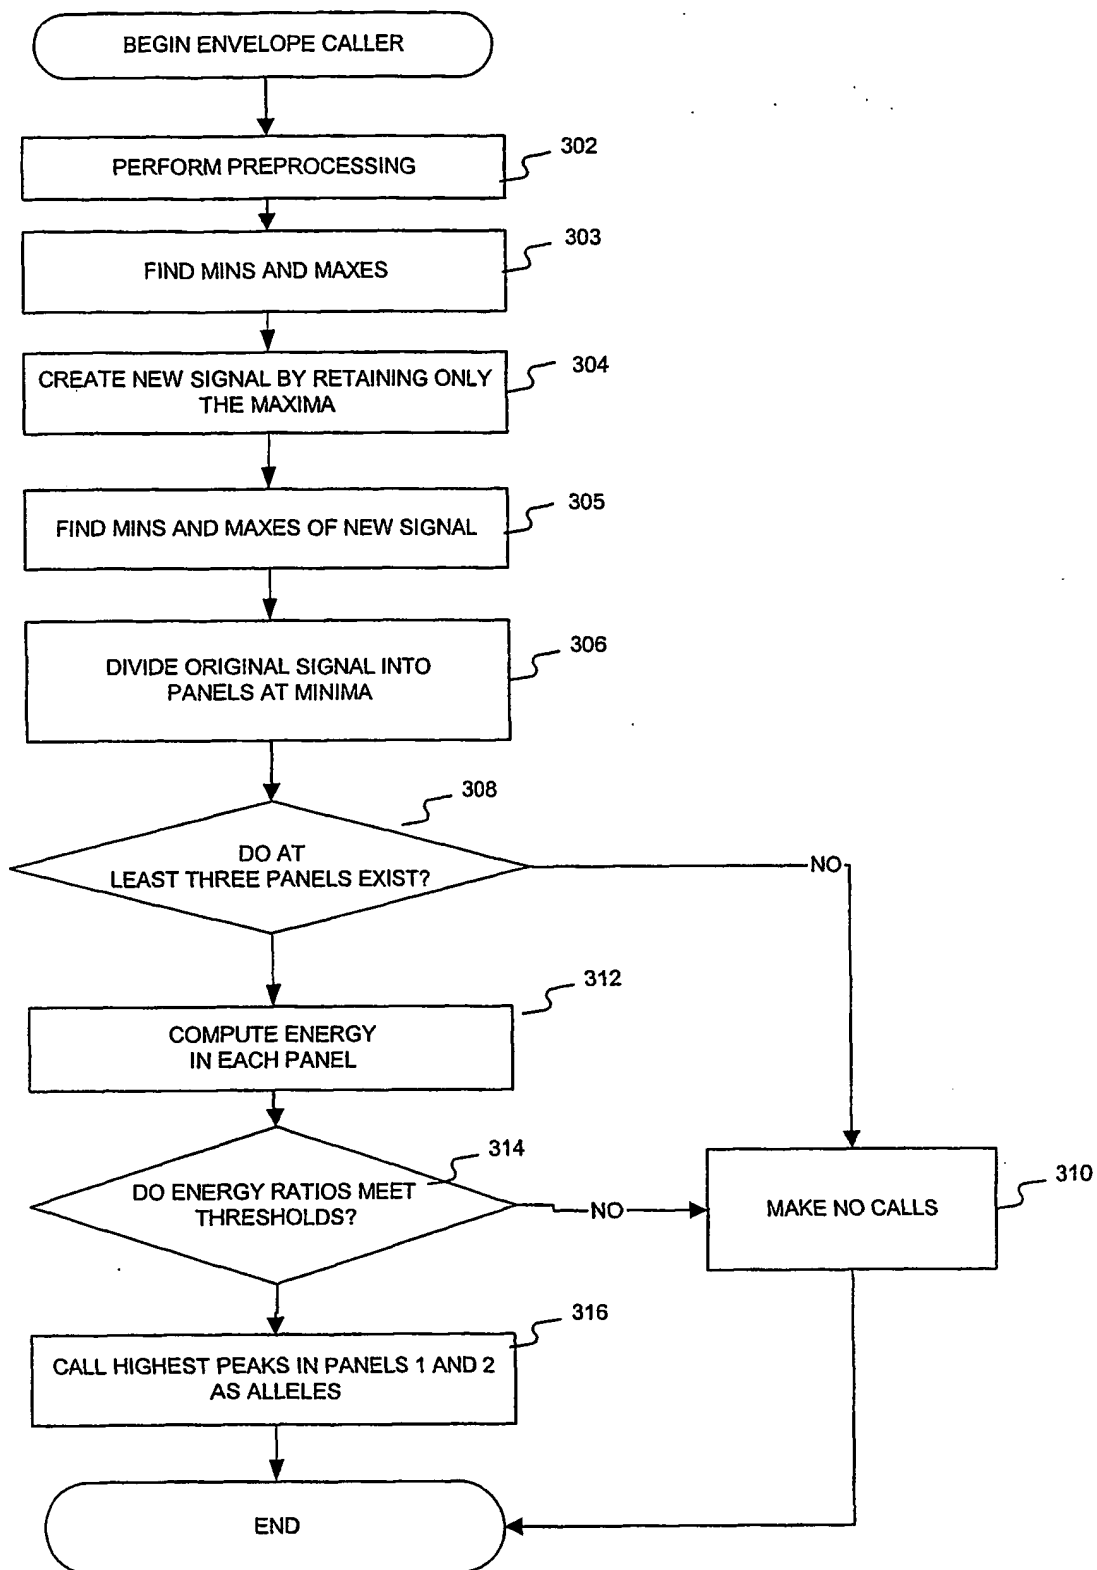 BEGIN ENVELOPE CALLER
PERFORM PREPROCESSING
302
FIND MINS AND MAXES
303
CREATE NEW SIGNAL BY RETAINING ONLY
THE MAXIMA
304
FIND MINS AND MAXES OF NEW SIGNAL
305
DIVIDE ORIGINAL SIGNAL INTO
PANELS AT MINIMA
306
308
DO AT
LEAST THREE PANELS EXIST?
NO
312
COMPUTE ENERGY
IN EACH PANEL
314
DO ENERGY RATIOS MEET
THRESHOLDS?
NO
MAKE NO CALLS
310
316
CALL HIGHEST PEAKS IN PANELS 1 AND 2
AS ALLELES
END